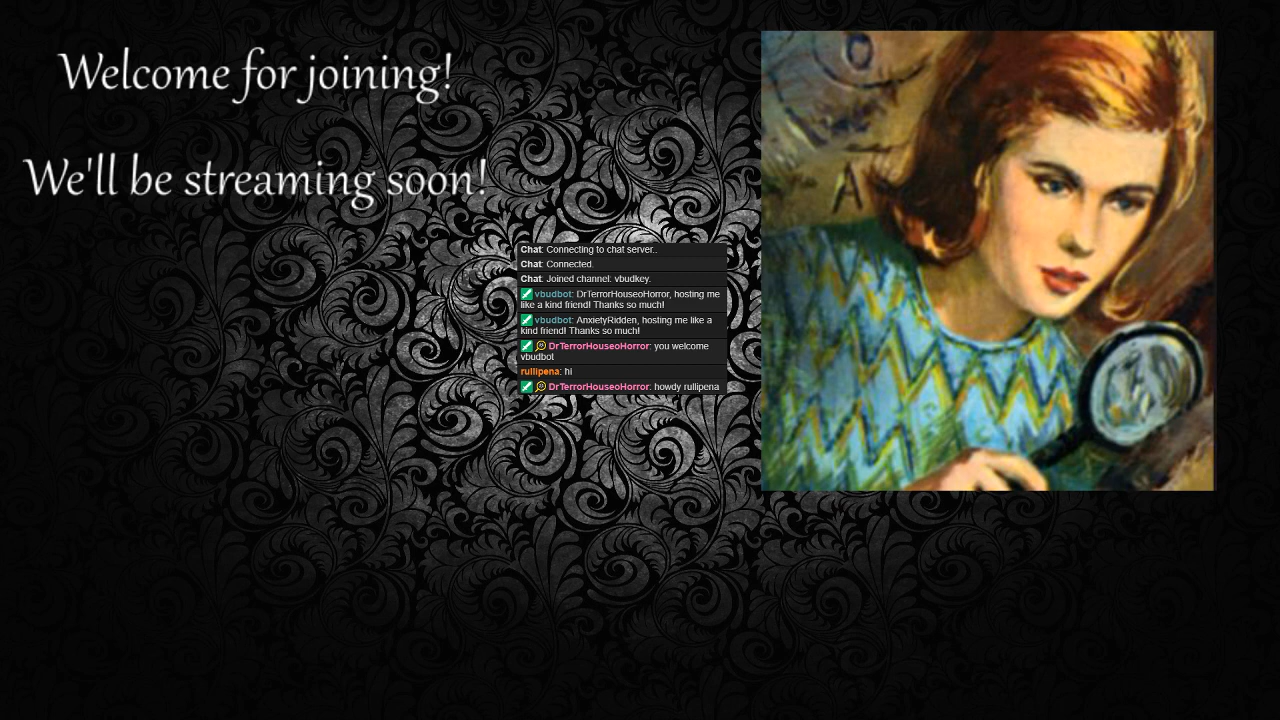 Welcome for joining!
We'll be streaming soon!
Chat: Connecting to chat server..
Chat: Connected.
Chat: Joined channel: vbudkey.
vbudbot: DrTerrorHouseoHorror, hosting me
like a kind friend! Thanks so much!
vbudbot: AnxietyRidden, hosting me like a
kind friend! Thanks so much!
DrTerrorHouseoHorror: you welcome
vbudbot
rullipena: hi
DrTerrorHouseoHorror: howdy rullipena
A